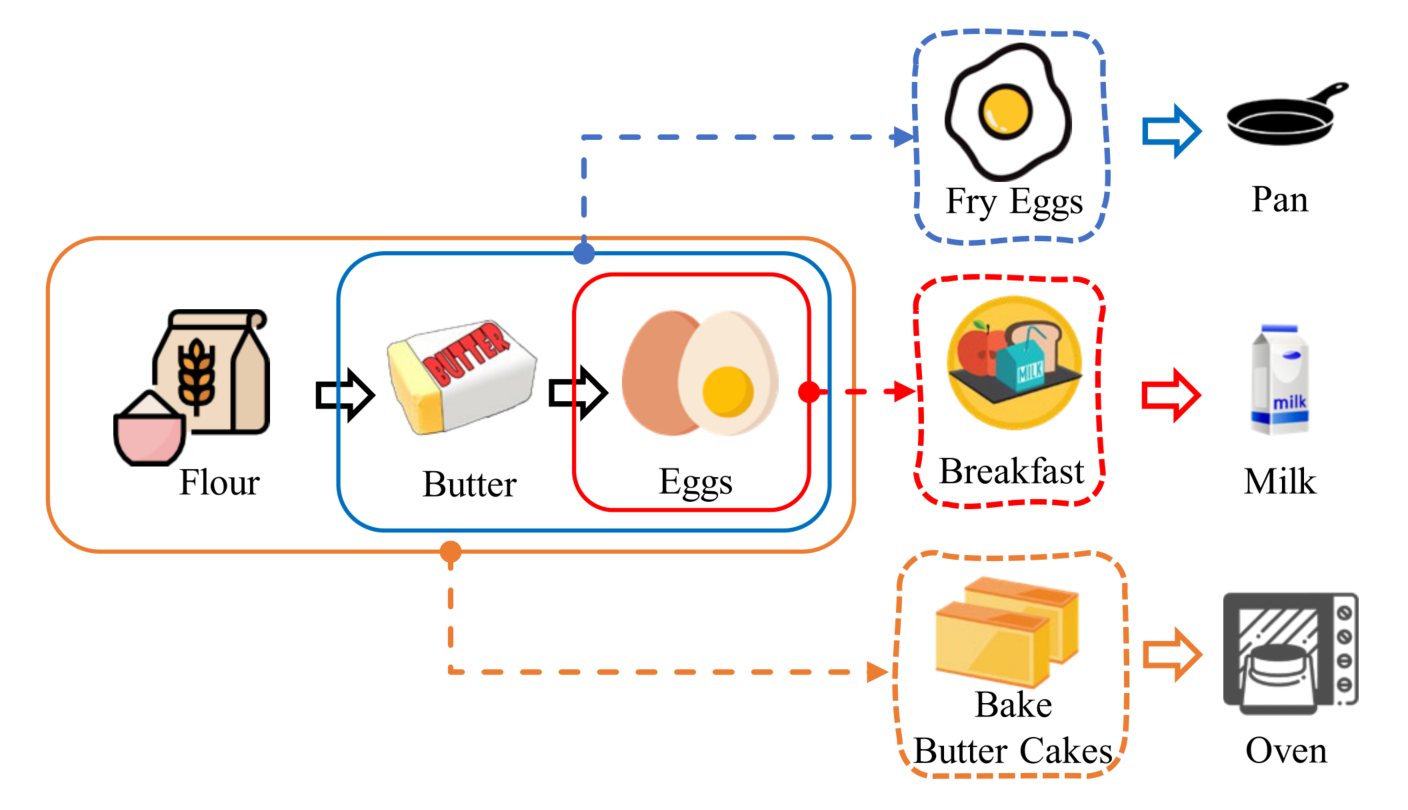 Fry Eggs
Pan
BUTTER
MILK
milk
Flour
Butter
Eggs
Breakfast
Milk
Bake
Butter Cakes
Oven